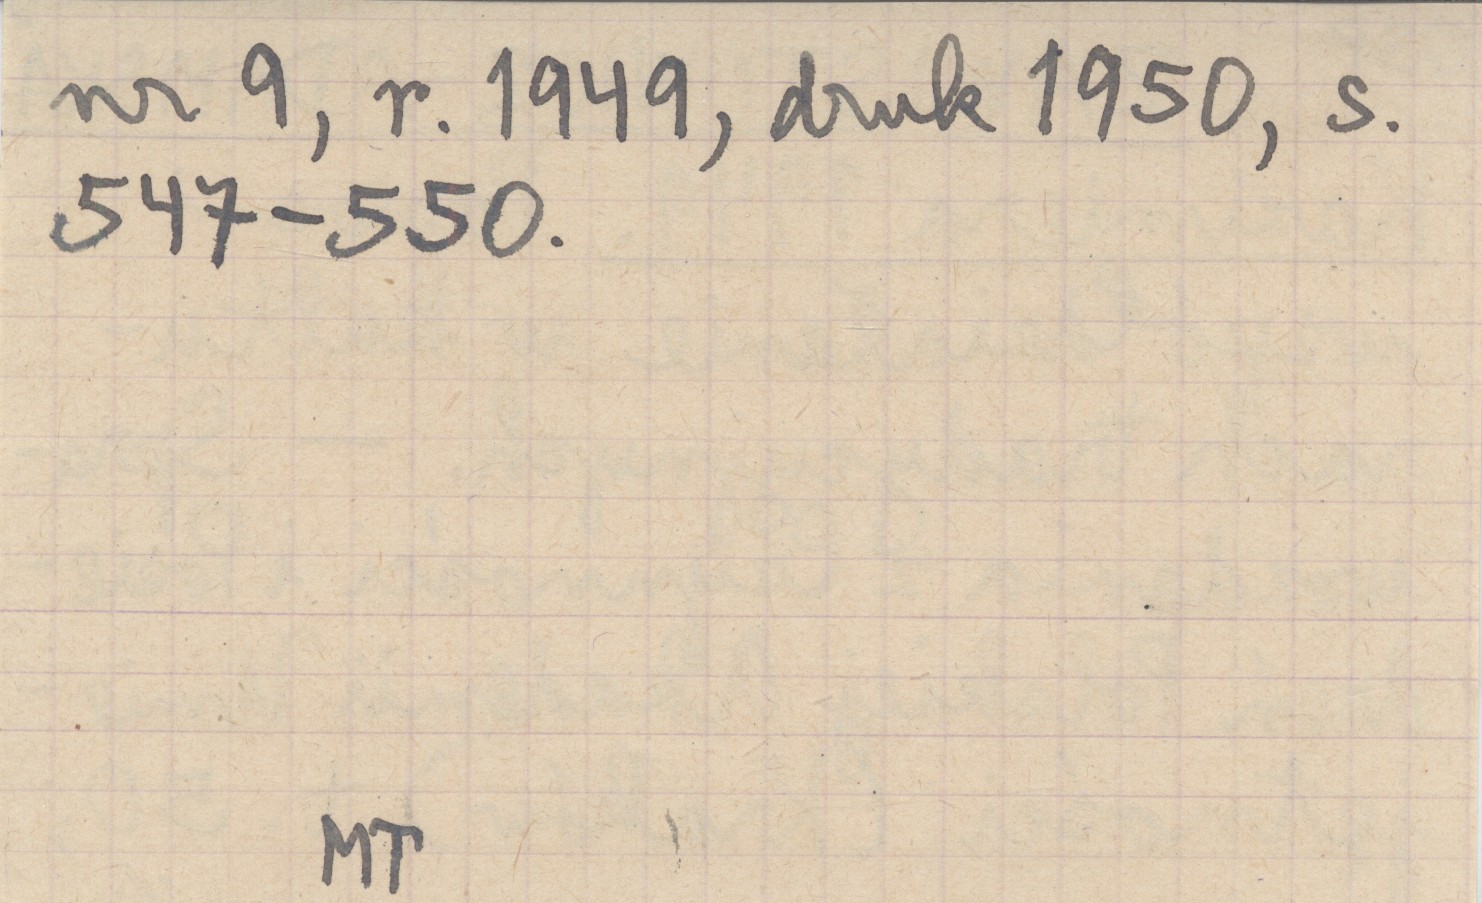 nr 9, r. 1949, druk 1950, s.
547-550.
MT